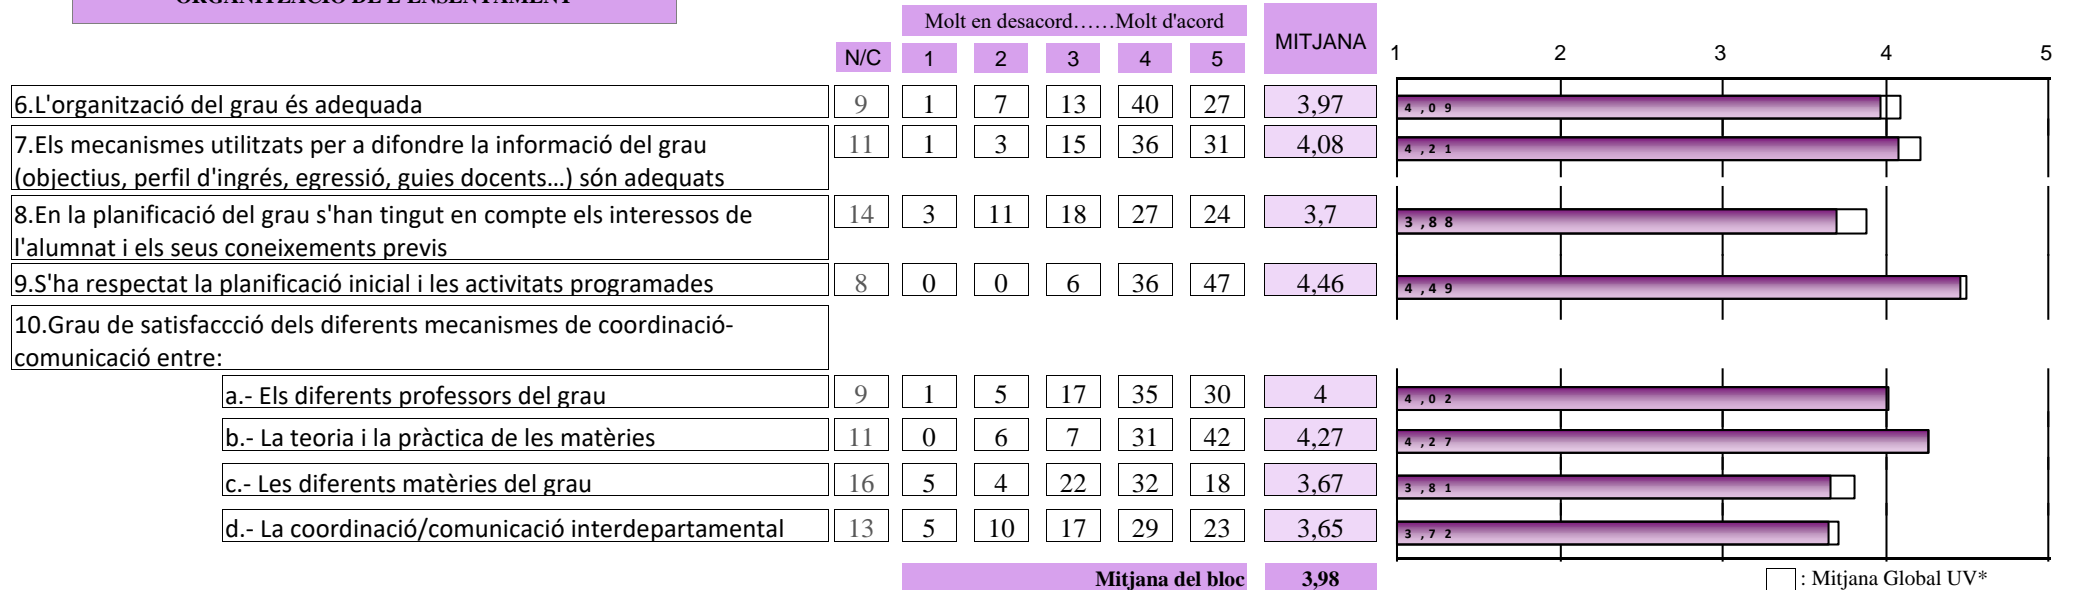 ORGANITZACIÓ DE L'ENSENYAMENT
Molt en desacord......Molt d'acord
MITJANA
N/C 1 2 3 4 5
1 2 3 4 5
6.L'organització del grau és adequada 9 1 7 13 40 27 3,97 4,09
7.Els mecanismes utilitzats per a difondre la informació del grau 11 1 3 15 36 31 4,08 4,21
(objectius, perfil d'ingrés, egressió, guies docents...) són adequats
8.En la planificació del grau s'han tingut en compte els interessos de 14 3 11 18 27 24 3,7 3,88
l'alumnat i els seus coneixements previs
9.S'ha respectat la planificació inicial i les activitats programades 8 0 0 6 36 47 4,46 4,49
10.Grau de satisfaccció dels diferents mecanismes de coordinació-
comunicació entre:
a.- Els diferents professors del grau 9 1 5 17 35 30 4 4,02
b.- La teoria i la pràctica de les matèries 11 0 6 7 31 42 4,27 4,27
c.- Les diferents matèries del grau 16 5 4 22 32 18 3,67 3,81
d.- La coordinació/comunicació interdepartamental 13 5 10 17 29 23 3,65 3,72
Mitjana del bloc 3,98
: Mitjana Global UV*